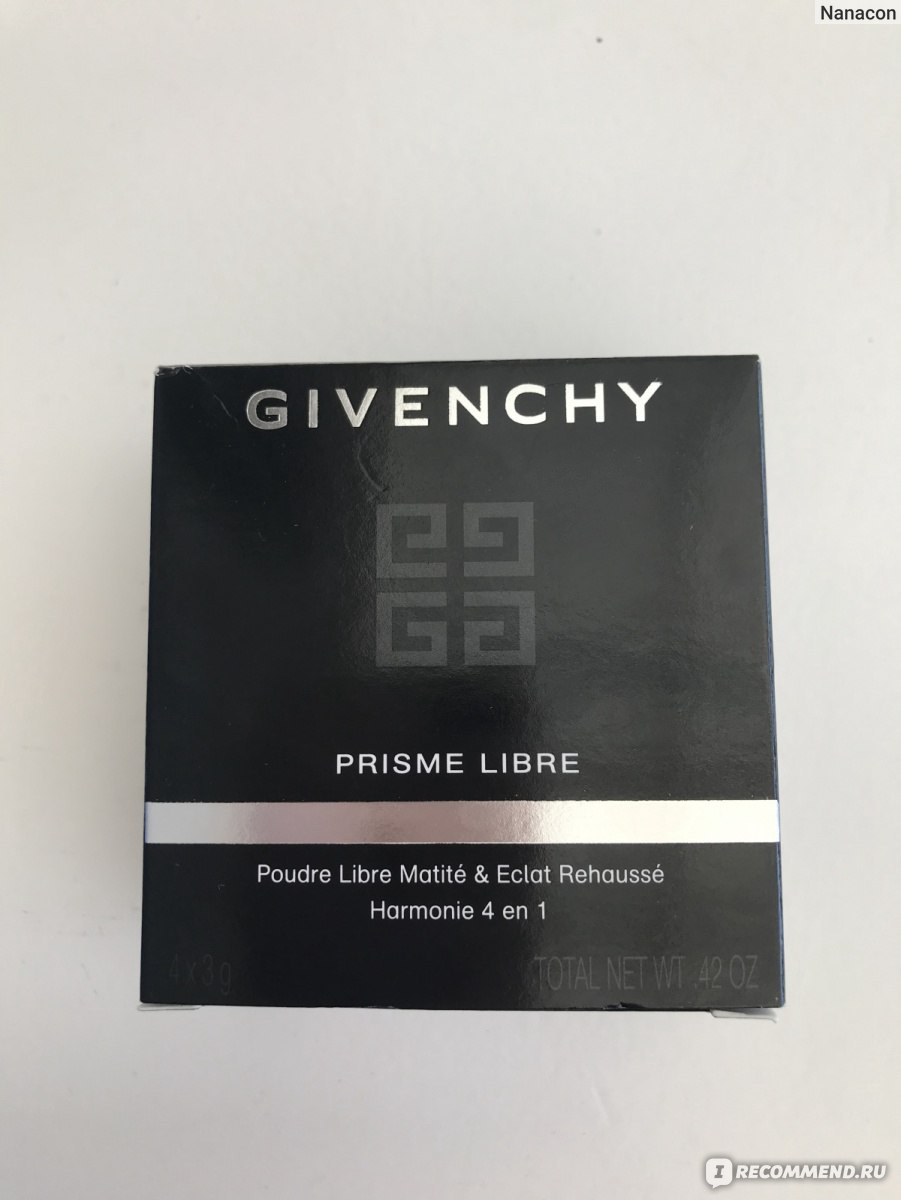 Nanacon
GIVENCHY
PRISME LIBRE
Poudre Libre Matité & Eclat Rehaussé
Harmonie 4 en 1
4 x 3 g TOTAL NET WT .42 OZ
IRECOMMEND.RU